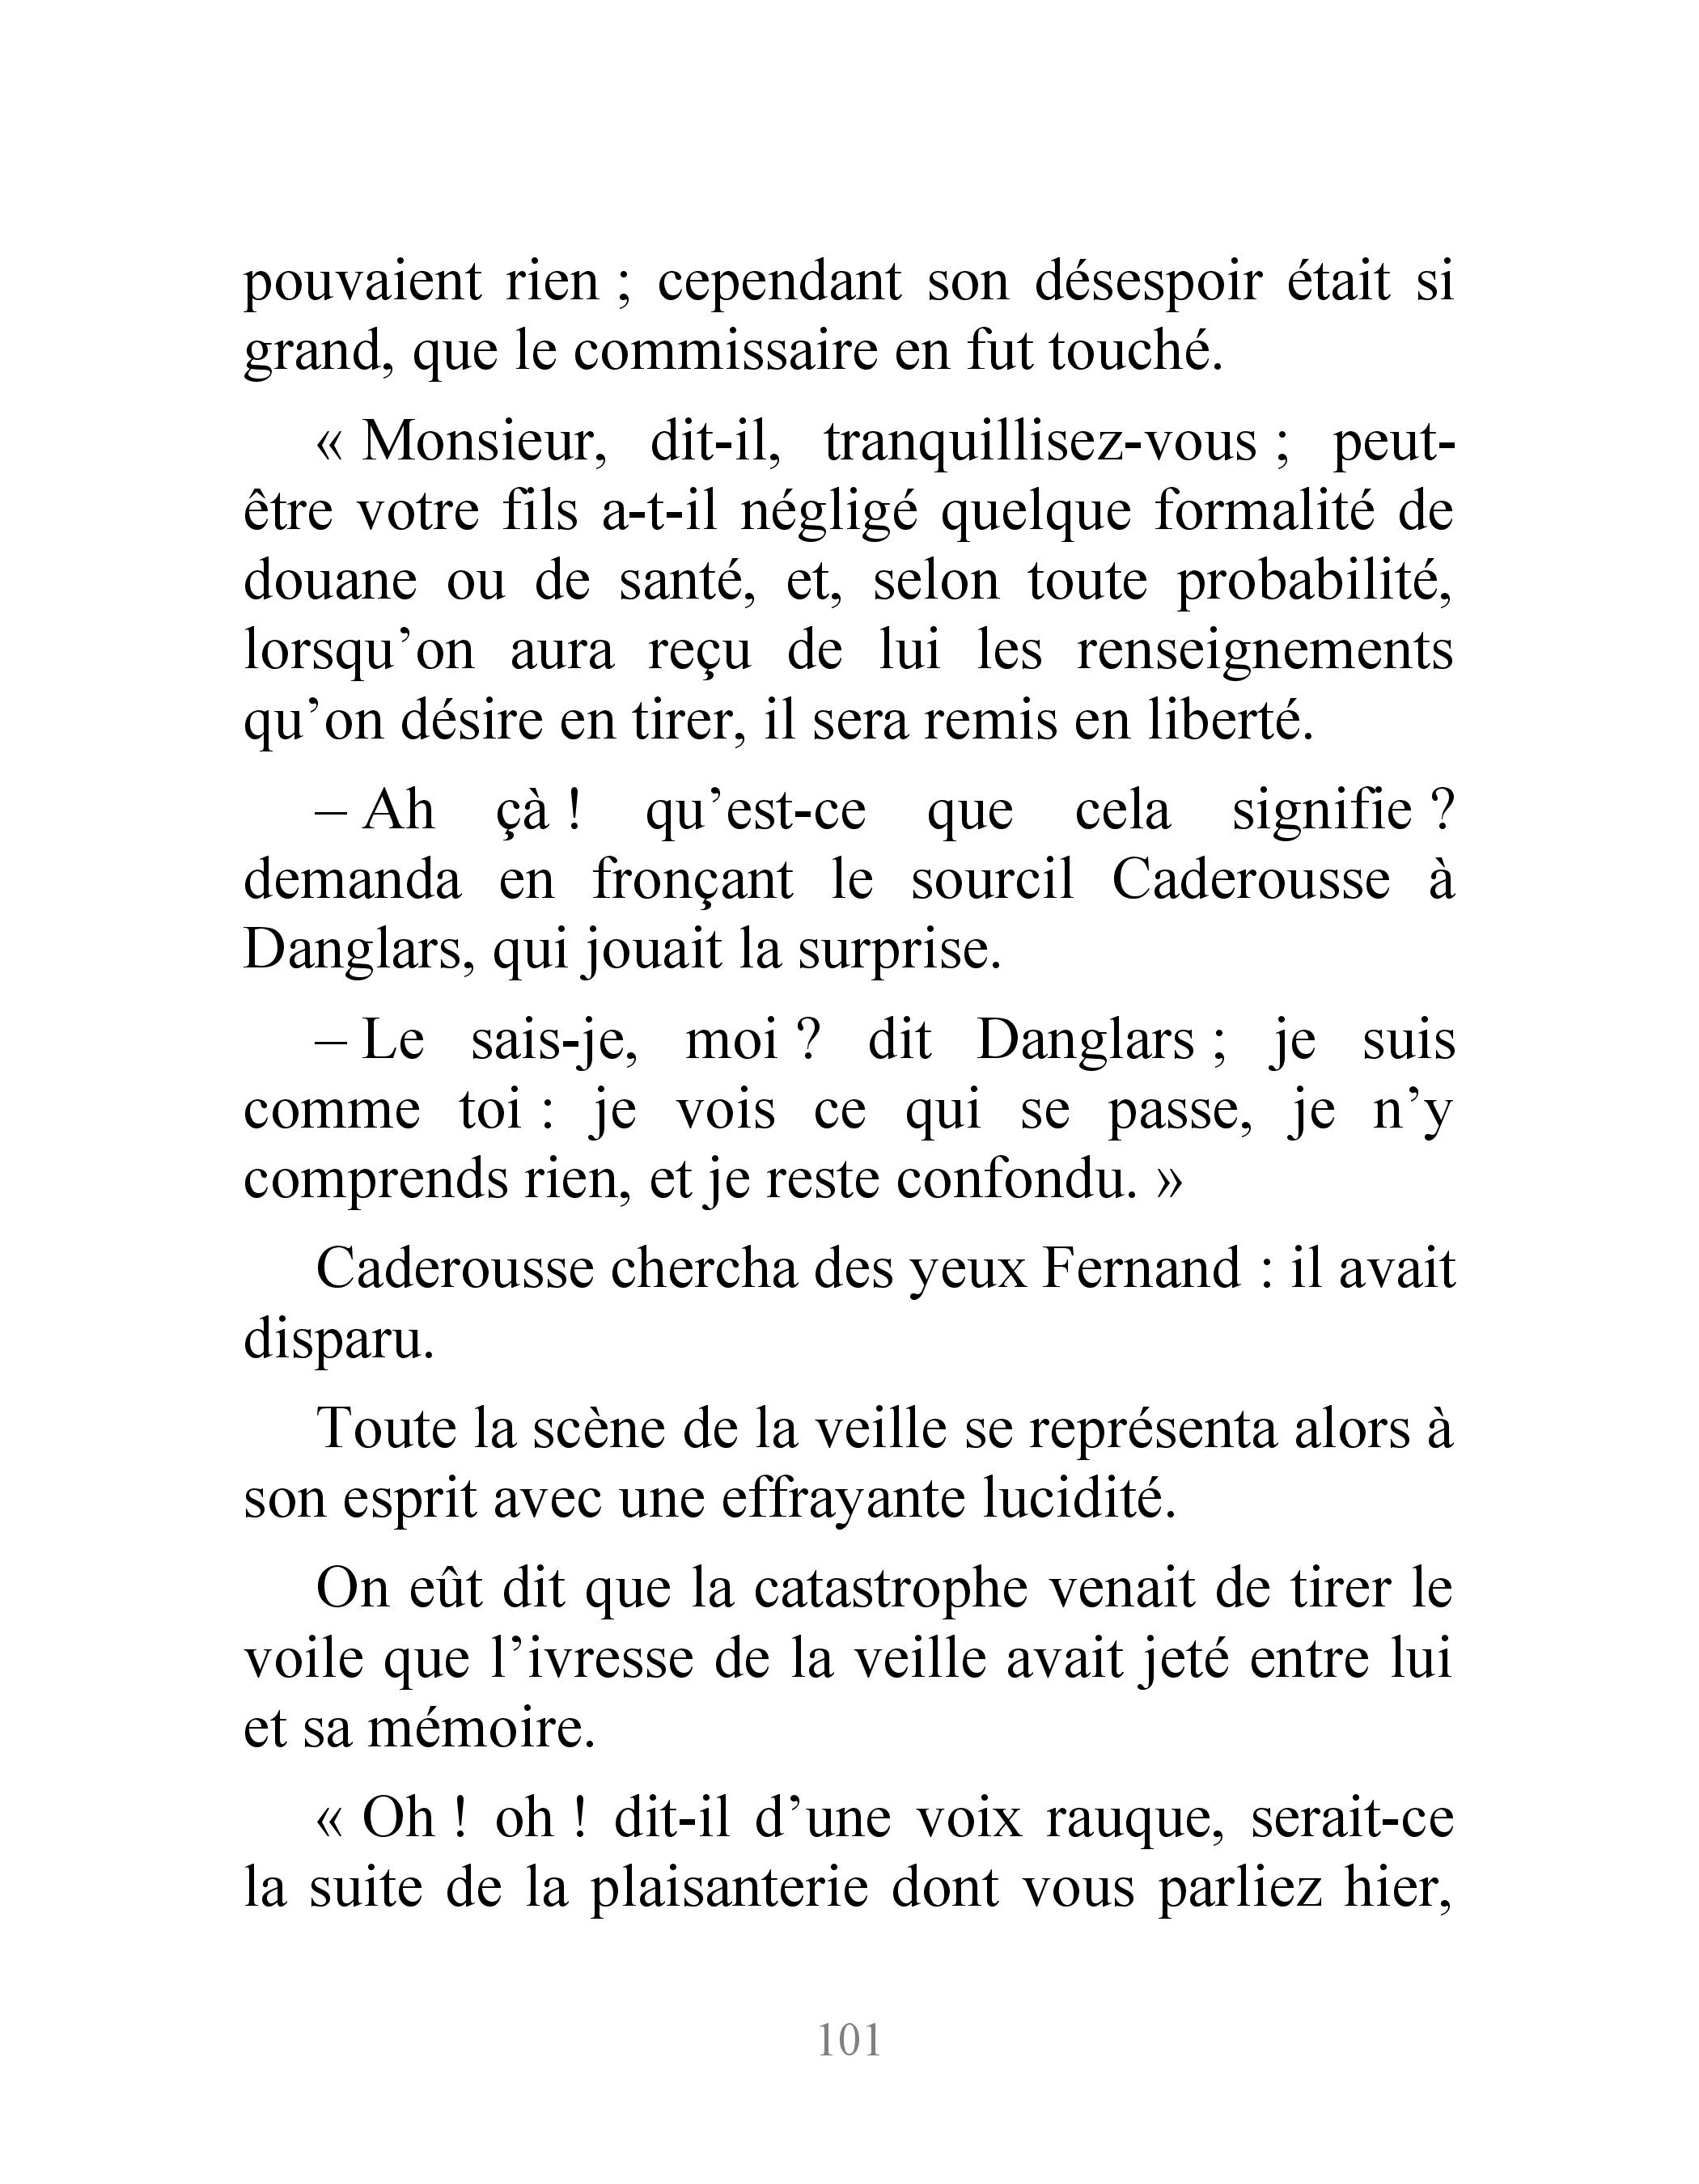 pouvaient rien ; cependant son désespoir était si
grand, que le commissaire en fut touché.
« Monsieur, dit-il, tranquillisez-vous ; peut-
être votre fils a-t-il négligé quelque formalité de
douane ou de santé, et, selon toute probabilité,
lorsqu’on aura reçu de lui les renseignements
qu’on désire en tirer, il sera remis en liberté.
– Ah çà ! qu’est-ce que cela signifie ?
demanda en fronçant le sourcil Caderousse à
Danglars, qui jouait la surprise.
– Le sais-je, moi ? dit Danglars ; je suis
comme toi : je vois ce qui se passe, je n’y
comprends rien, et je reste confondu. »
Caderousse chercha des yeux Fernand : il avait
disparu.
Toute la scène de la veille se représenta alors à
son esprit avec une effrayante lucidité.
On eût dit que la catastrophe venait de tirer le
voile que l’ivresse de la veille avait jeté entre lui
et sa mémoire.
« Oh ! oh ! dit-il d’une voix rauque, serait-ce
la suite de la plaisanterie dont vous parliez hier,
101